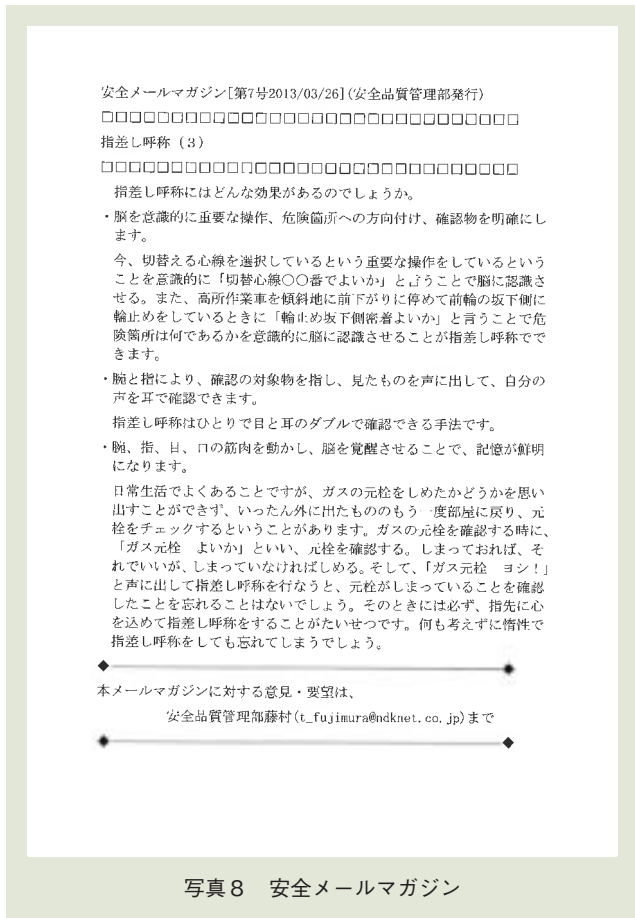 安全メールマガジン[第7号2013/03/26](安全品質管理部発行)
□□□□□□□□□□□□□□□□□□□□□□□□□□□□□□
指差し呼称(3)
□□□□□□□□□□□□□□□□□□□□□□□□□□□□□□
指差し呼称にはどんな効果があるのでしょうか。
・脳を意識的に重要な操作、危険箇所への方向付け、確認物を明確にし
ます。
今、切替える心線を選択しているという重要な操作をしているという
ことを意識的に「切替心線○○番でよいか」と言うことで脳に認識さ
せる。また、高所作業車を傾斜地に前下がりに停めて前輪の坂下側に
輪止めをしているときに「輪止め坂下側密着よいか」と言うことで危
険箇所は何であるかを意識的に脳に認識させることが指差し呼称でで
きます。
・腕と指により、確認の対象物を指し、見たものを声に出して、自分の
声を耳で確認できます。
指差し呼称はひとりで目と耳のダブルで確認できる手法です。
・腕、指、目、口の筋肉を動かし、脳を覚醒させることで、記憶が鮮明
になります。
日常生活でよくあることですが、ガスの元栓をしめたかどうかを思い
出すことができず、いったん外に出たもののもう一度部屋に戻り、元
栓をチェックするということがあります。ガスの元栓を確認する時に、
「ガス元栓　よいか」といい、元栓を確認する。しまっておれば、そ
れでいいが、しまっていなければしめる。そして、「ガス元栓　ヨシ!」
と声に出して指差し呼称を行なうと、元栓がしまっていることを確認
したことを忘れることはないでしょう。そのときには必ず、指先に心
を込めて指差し呼称をすることがたいせつです。何も考えずに惰性で
指差し呼称をしても忘れてしまうでしょう。
本メールマガジンに対する意見・要望は、
安全品質管理部藤村(t_fujimura@ndknet.co.jp)まで
写真8　安全メールマガジン